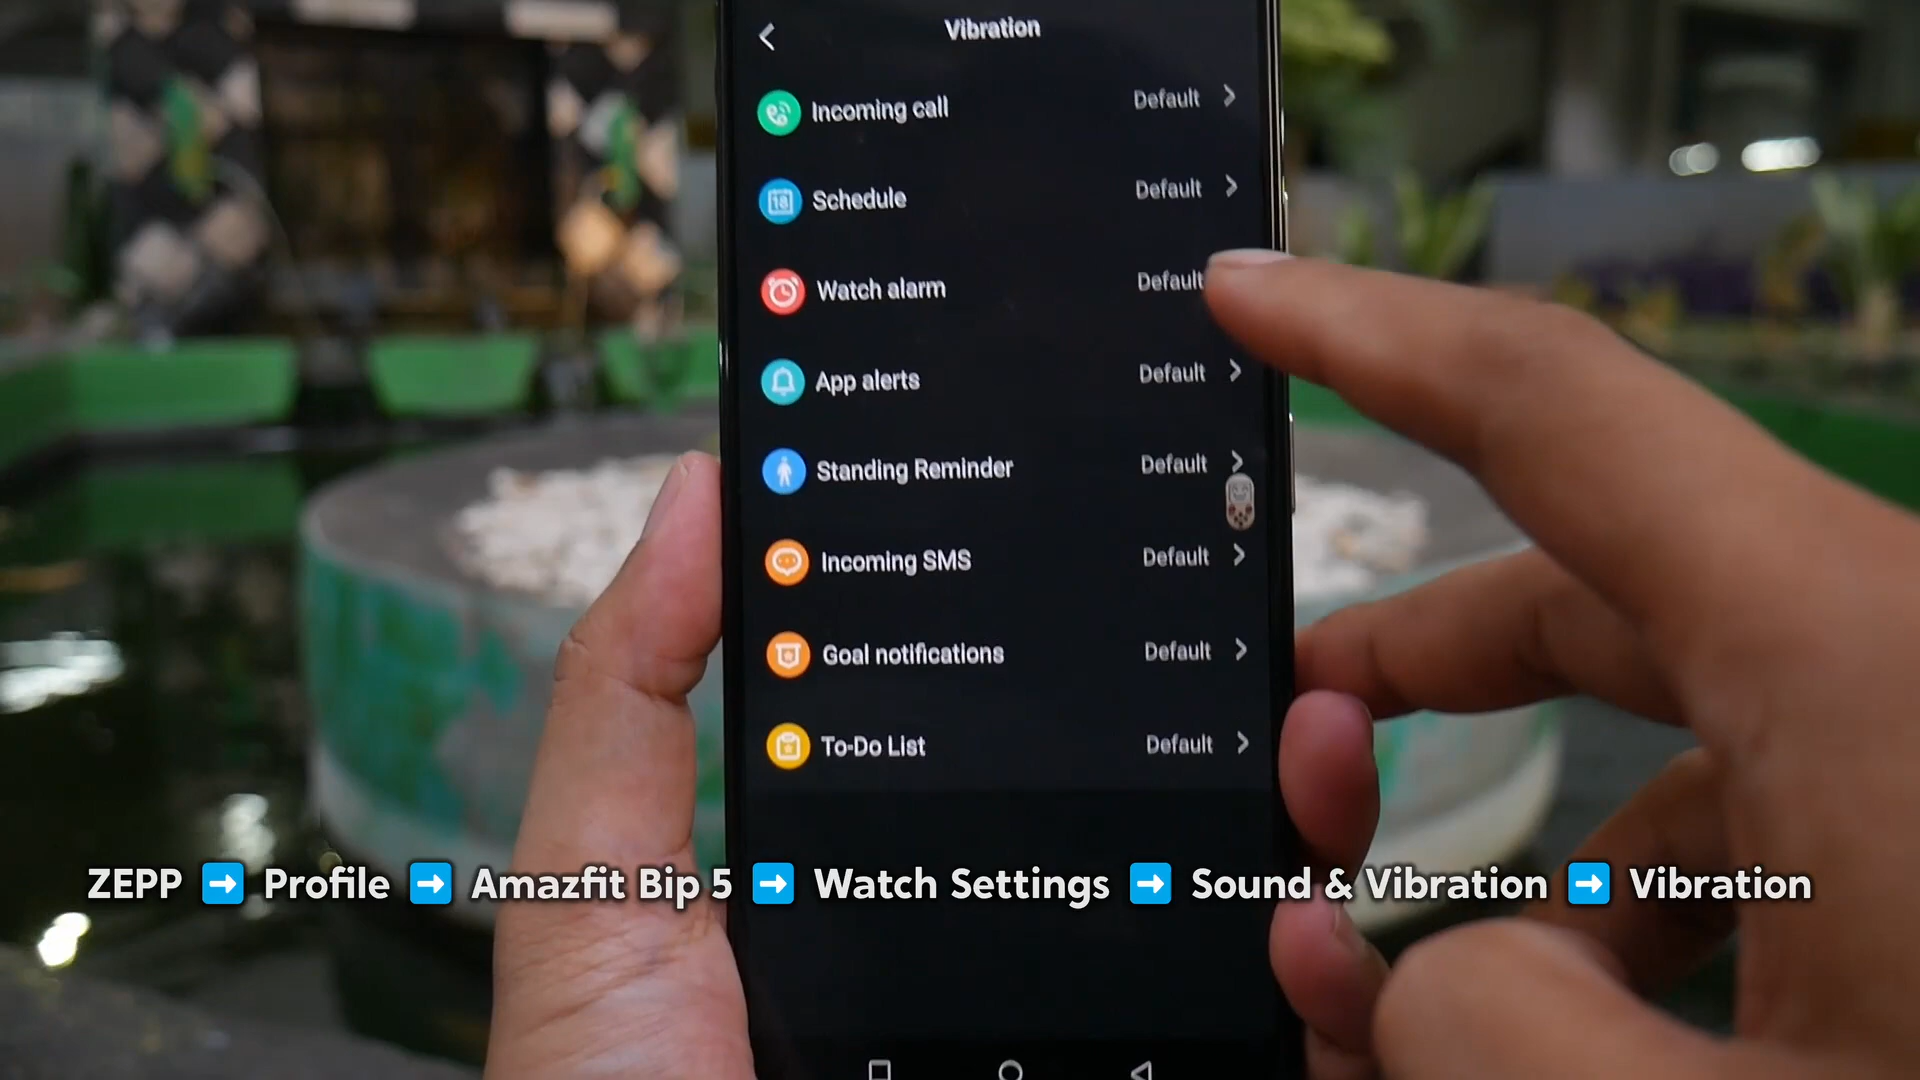 Vibration
Incoming call Default
18
Schedule Default
Watch alarm Default
App alerts Default
Standing Reminder Default
Incoming SMS Default
Goal notifications Default
To-Do List Default
ZEPP ➡ Profile ➡ Amazfit Bip 5 ➡ Watch Settings ➡ Sound & Vibration ➡ Vibration